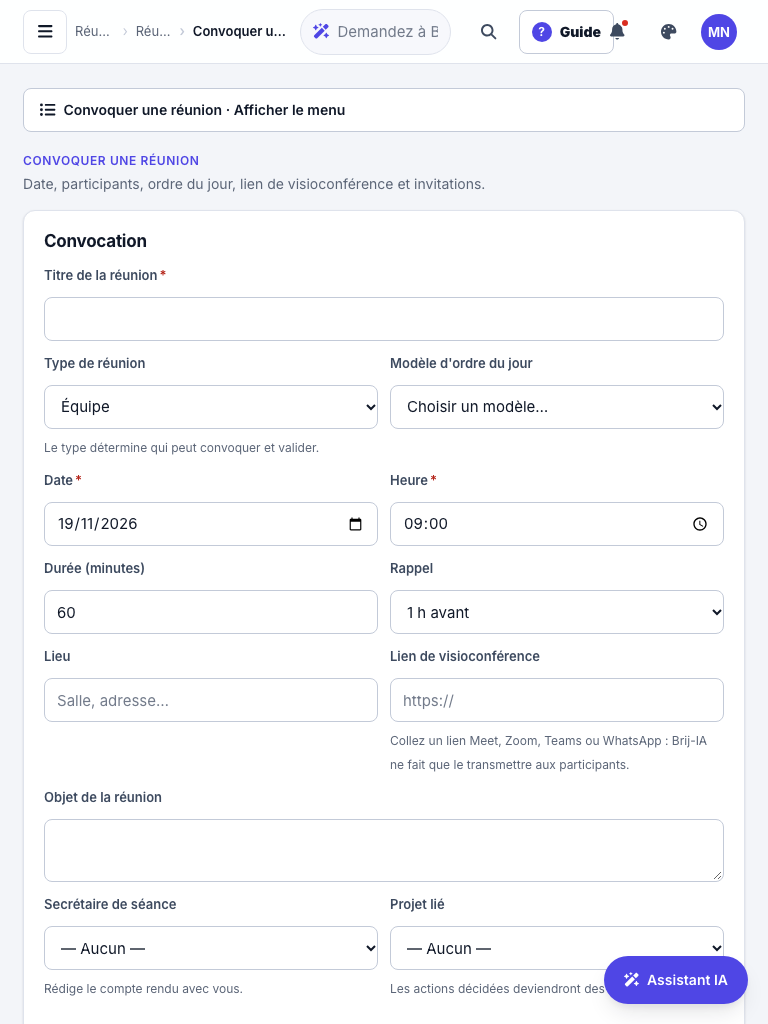 Réu... › Réu... › Convoquer u... Demandez à B ? Guide MN
Convoquer une réunion · Afficher le menu
CONVOQUER UNE RÉUNION
Date, participants, ordre du jour, lien de visioconférence et invitations.
Convocation
Titre de la réunion *
Type de réunion
Modèle d'ordre du jour
Équipe
Choisir un modèle...
Le type détermine qui peut convoquer et valider.
Date *
Heure *
19/11/2026
09:00
Durée (minutes)
Rappel
60
1 h avant
Lieu
Lien de visioconférence
Salle, adresse...
https://
Collez un lien Meet, Zoom, Teams ou WhatsApp : Brij-IA
ne fait que le transmettre aux participants.
Objet de la réunion
Secrétaire de séance
Projet lié
— Aucun —
— Aucun —
Rédige le compte rendu avec vous.
Les actions décidées deviendront des
Assistant IA